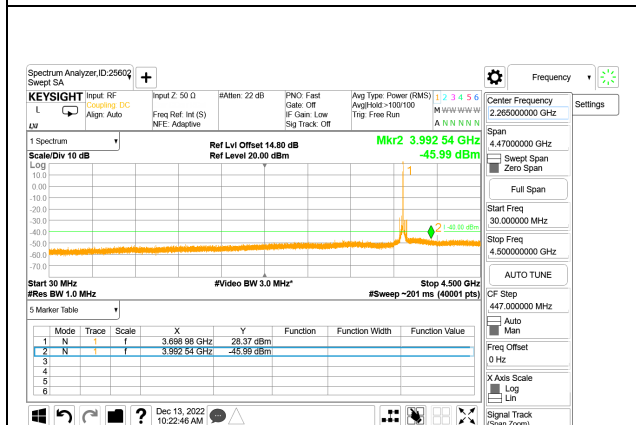 Spectrum Analyzer,ID:25602
Swept SA
Frequency
KEYSIGHT
L
LXI
Input: RF
Coupling: DC
Align: Auto
Input Z: 50 Ω
Freq Ref: Int (S)
NFE: Adaptive
#Atten: 22 dB
PNO: Fast
Gate: Off
IF Gain: Low
Sig Track: Off
Avg Type: Power (RMS)
Avg|Hold:>100/100
Trig: Free Run
1 2 3 4 5 6
M W W W W W
A N N N N N
Center Frequency
2.265000000 GHz
Settings
Span
4.47000000 GHz
Swept Span
Zero Span
Full Span
Start Freq
30.000000 MHz
Stop Freq
4.500000000 GHz
AUTO TUNE
CF Step
447.000000 MHz
Auto
Man
Freq Offset
0 Hz
X Axis Scale
Log
Lin
Signal Track
(Span Zoom)
1 Spectrum
Scale/Div 10 dB
Ref Lvl Offset 14.80 dB
Ref Level 20.00 dBm
Mkr2 3.992 54 GHz
-45.99 dBm
Log
10.0
0.00
-10.0
-20.0
-30.0
-40.0
-50.0
-60.0
-70.0
1
2
Start 30 MHz
#Res BW 1.0 MHz
#Video BW 3.0 MHz*
Stop 4.500 GHz
#Sweep ~201 ms (40001 pts)
5 Marker Table
Mode Trace Scale X Y Function Function Width Function Value
1 N 1 f 3.698 98 GHz 28.37 dBm
2 N 1 f 3.992 54 GHz -45.99 dBm
3
4
5
6
?
Dec 13, 2022
10:22:46 AM